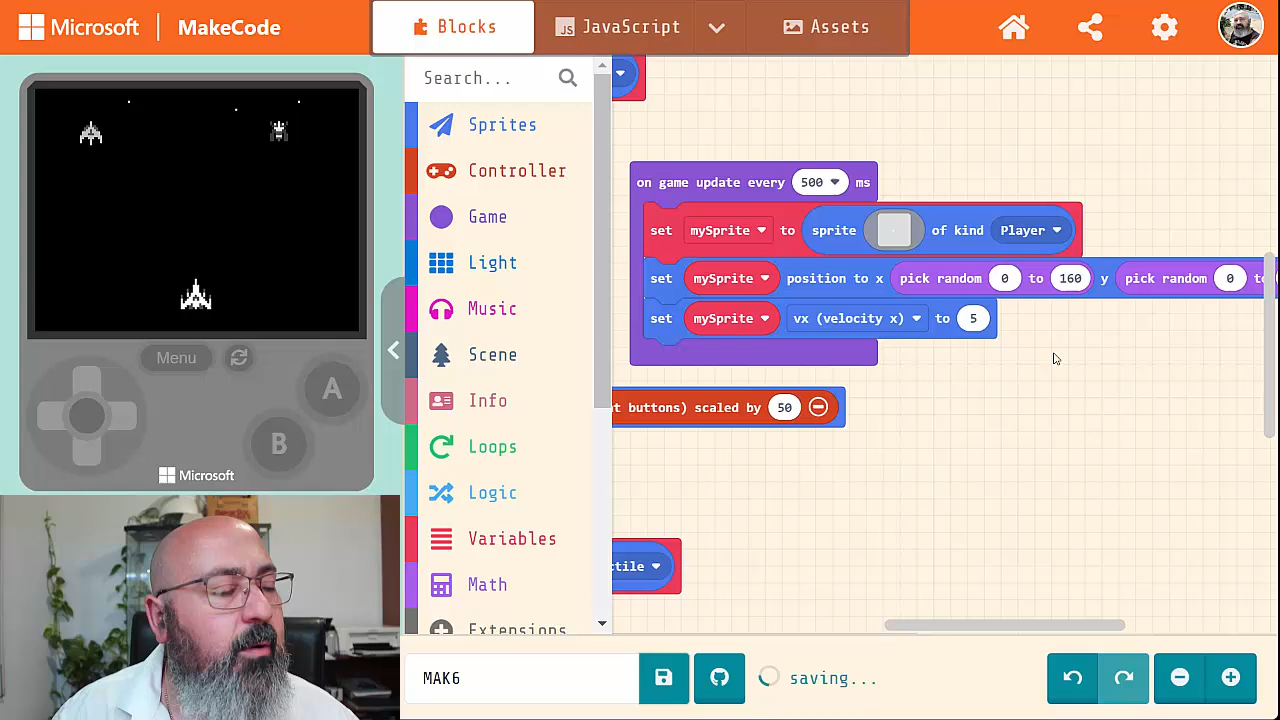 Microsoft | MakeCode
Blocks
JavaScript
Assets
Search...
Sprites
Controller
Game
Light
Music
Scene
Info
Loops
Logic
Variables
Math
Extensions
on game update every 500 ms
set mySprite to sprite of kind Player
set mySprite position to x pick random 0 to 160 y pick random 0 to
set mySprite vx (velocity x) to 5
t buttons) scaled by 50
ctile
Menu
A
B
Microsoft
MAK6
saving...